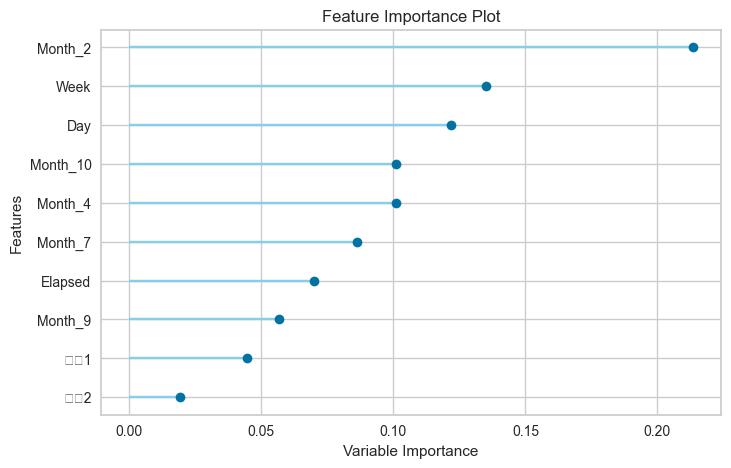 Feature Importance Plot
Month_2
Week
Day
Month_10
Month_4
Month_7
Elapsed
Month_9
□□1
□□2
Features
0.00 0.05 0.10 0.15 0.20
Variable Importance